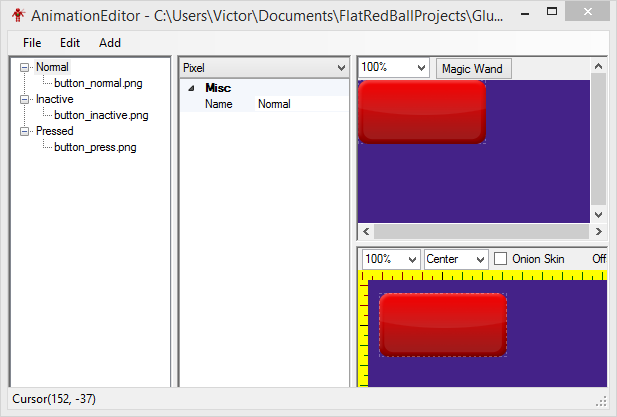 AnimationEditor - C:\Users\Victor\Documents\FlatRedBallProjects\Glu...
File Edit Add
Normal
button_normal.png
Inactive
button_inactive.png
Pressed
button_press.png
Pixel
Misc
Name Normal
100% Magic Wand
100% Center Onion Skin Off
Cursor(152, -37)